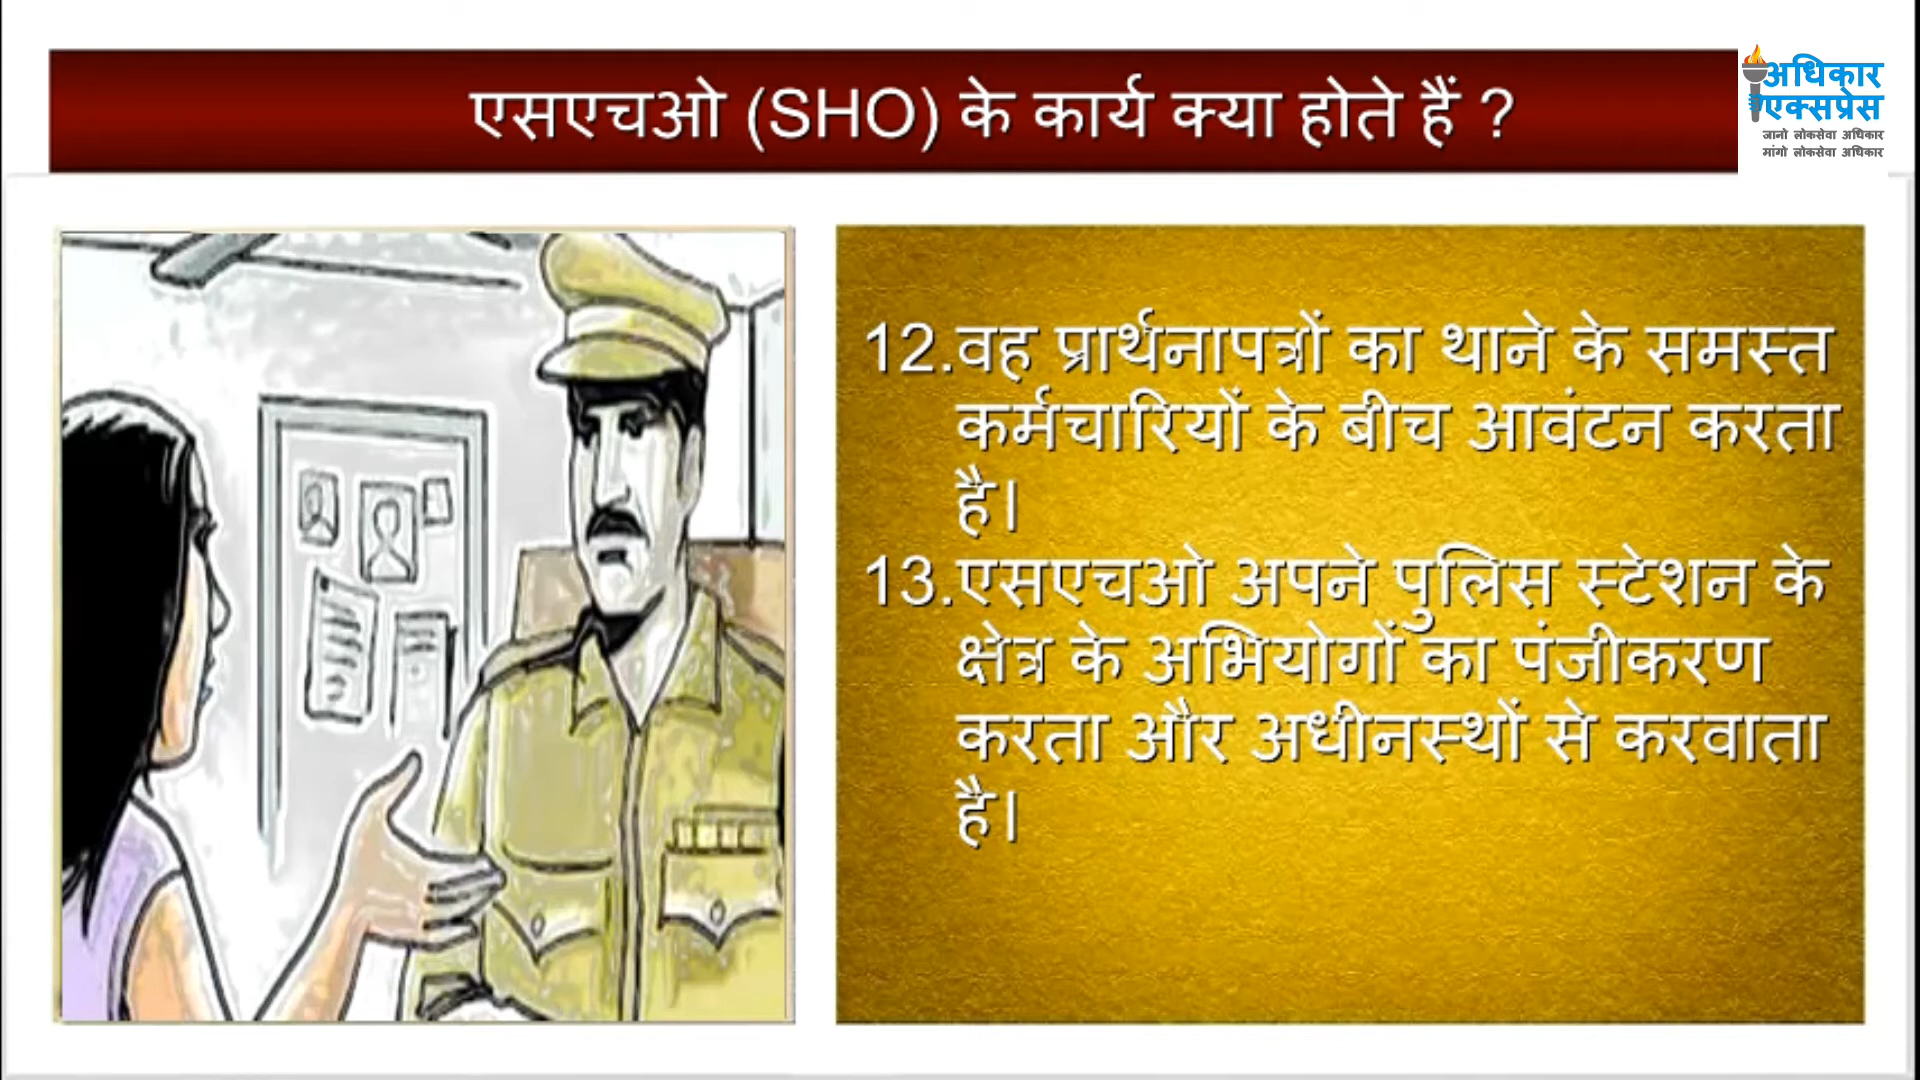 एसएचओ (SHO) के कार्य क्या होते हैं ?
अधिकार
एक्सप्रेस
जानो लोकसेवा अधिकार
मांगो लोकसेवा अधिकार
12.वह प्रार्थनापत्रों का थाने के समस्त
कर्मचारियों के बीच आवंटन करता
है।
13.एसएचओ अपने पुलिस स्टेशन के
क्षेत्र के अभियोगों का पंजीकरण
करता और अधीनस्थों से करवाता
है।